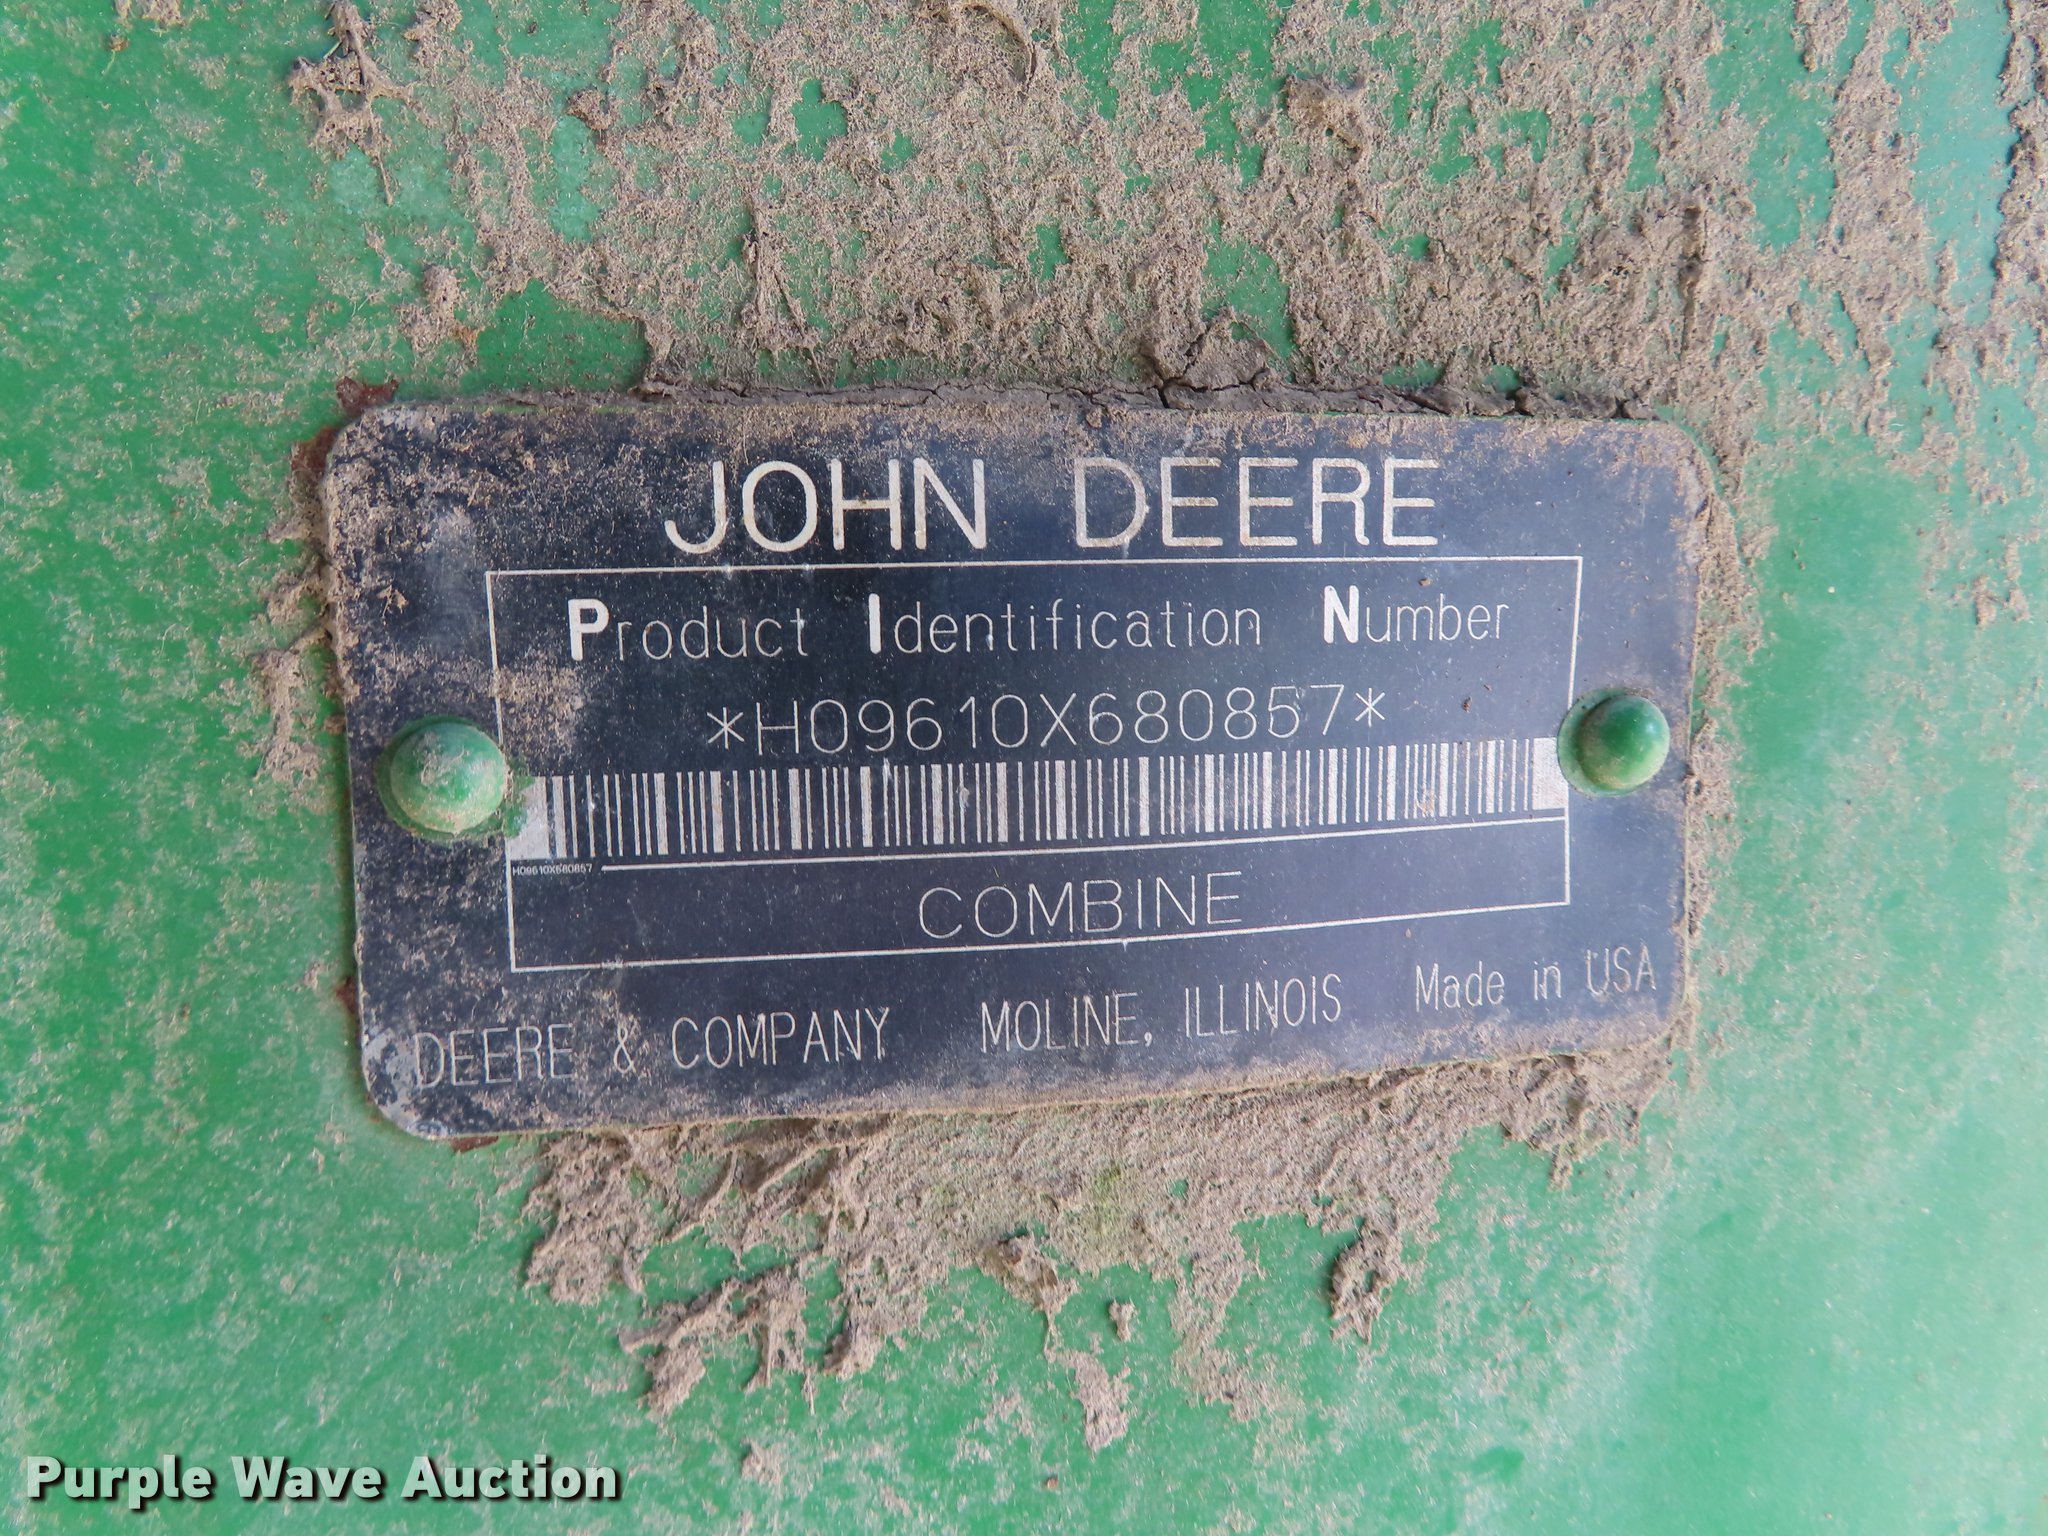 JOHN DEERE
Product Identification Number
*H09610X680857*
H09610X680857
COMBINE
DEERE & COMPANY MOLINE, ILLINOIS Made in USA
Purple Wave Auction